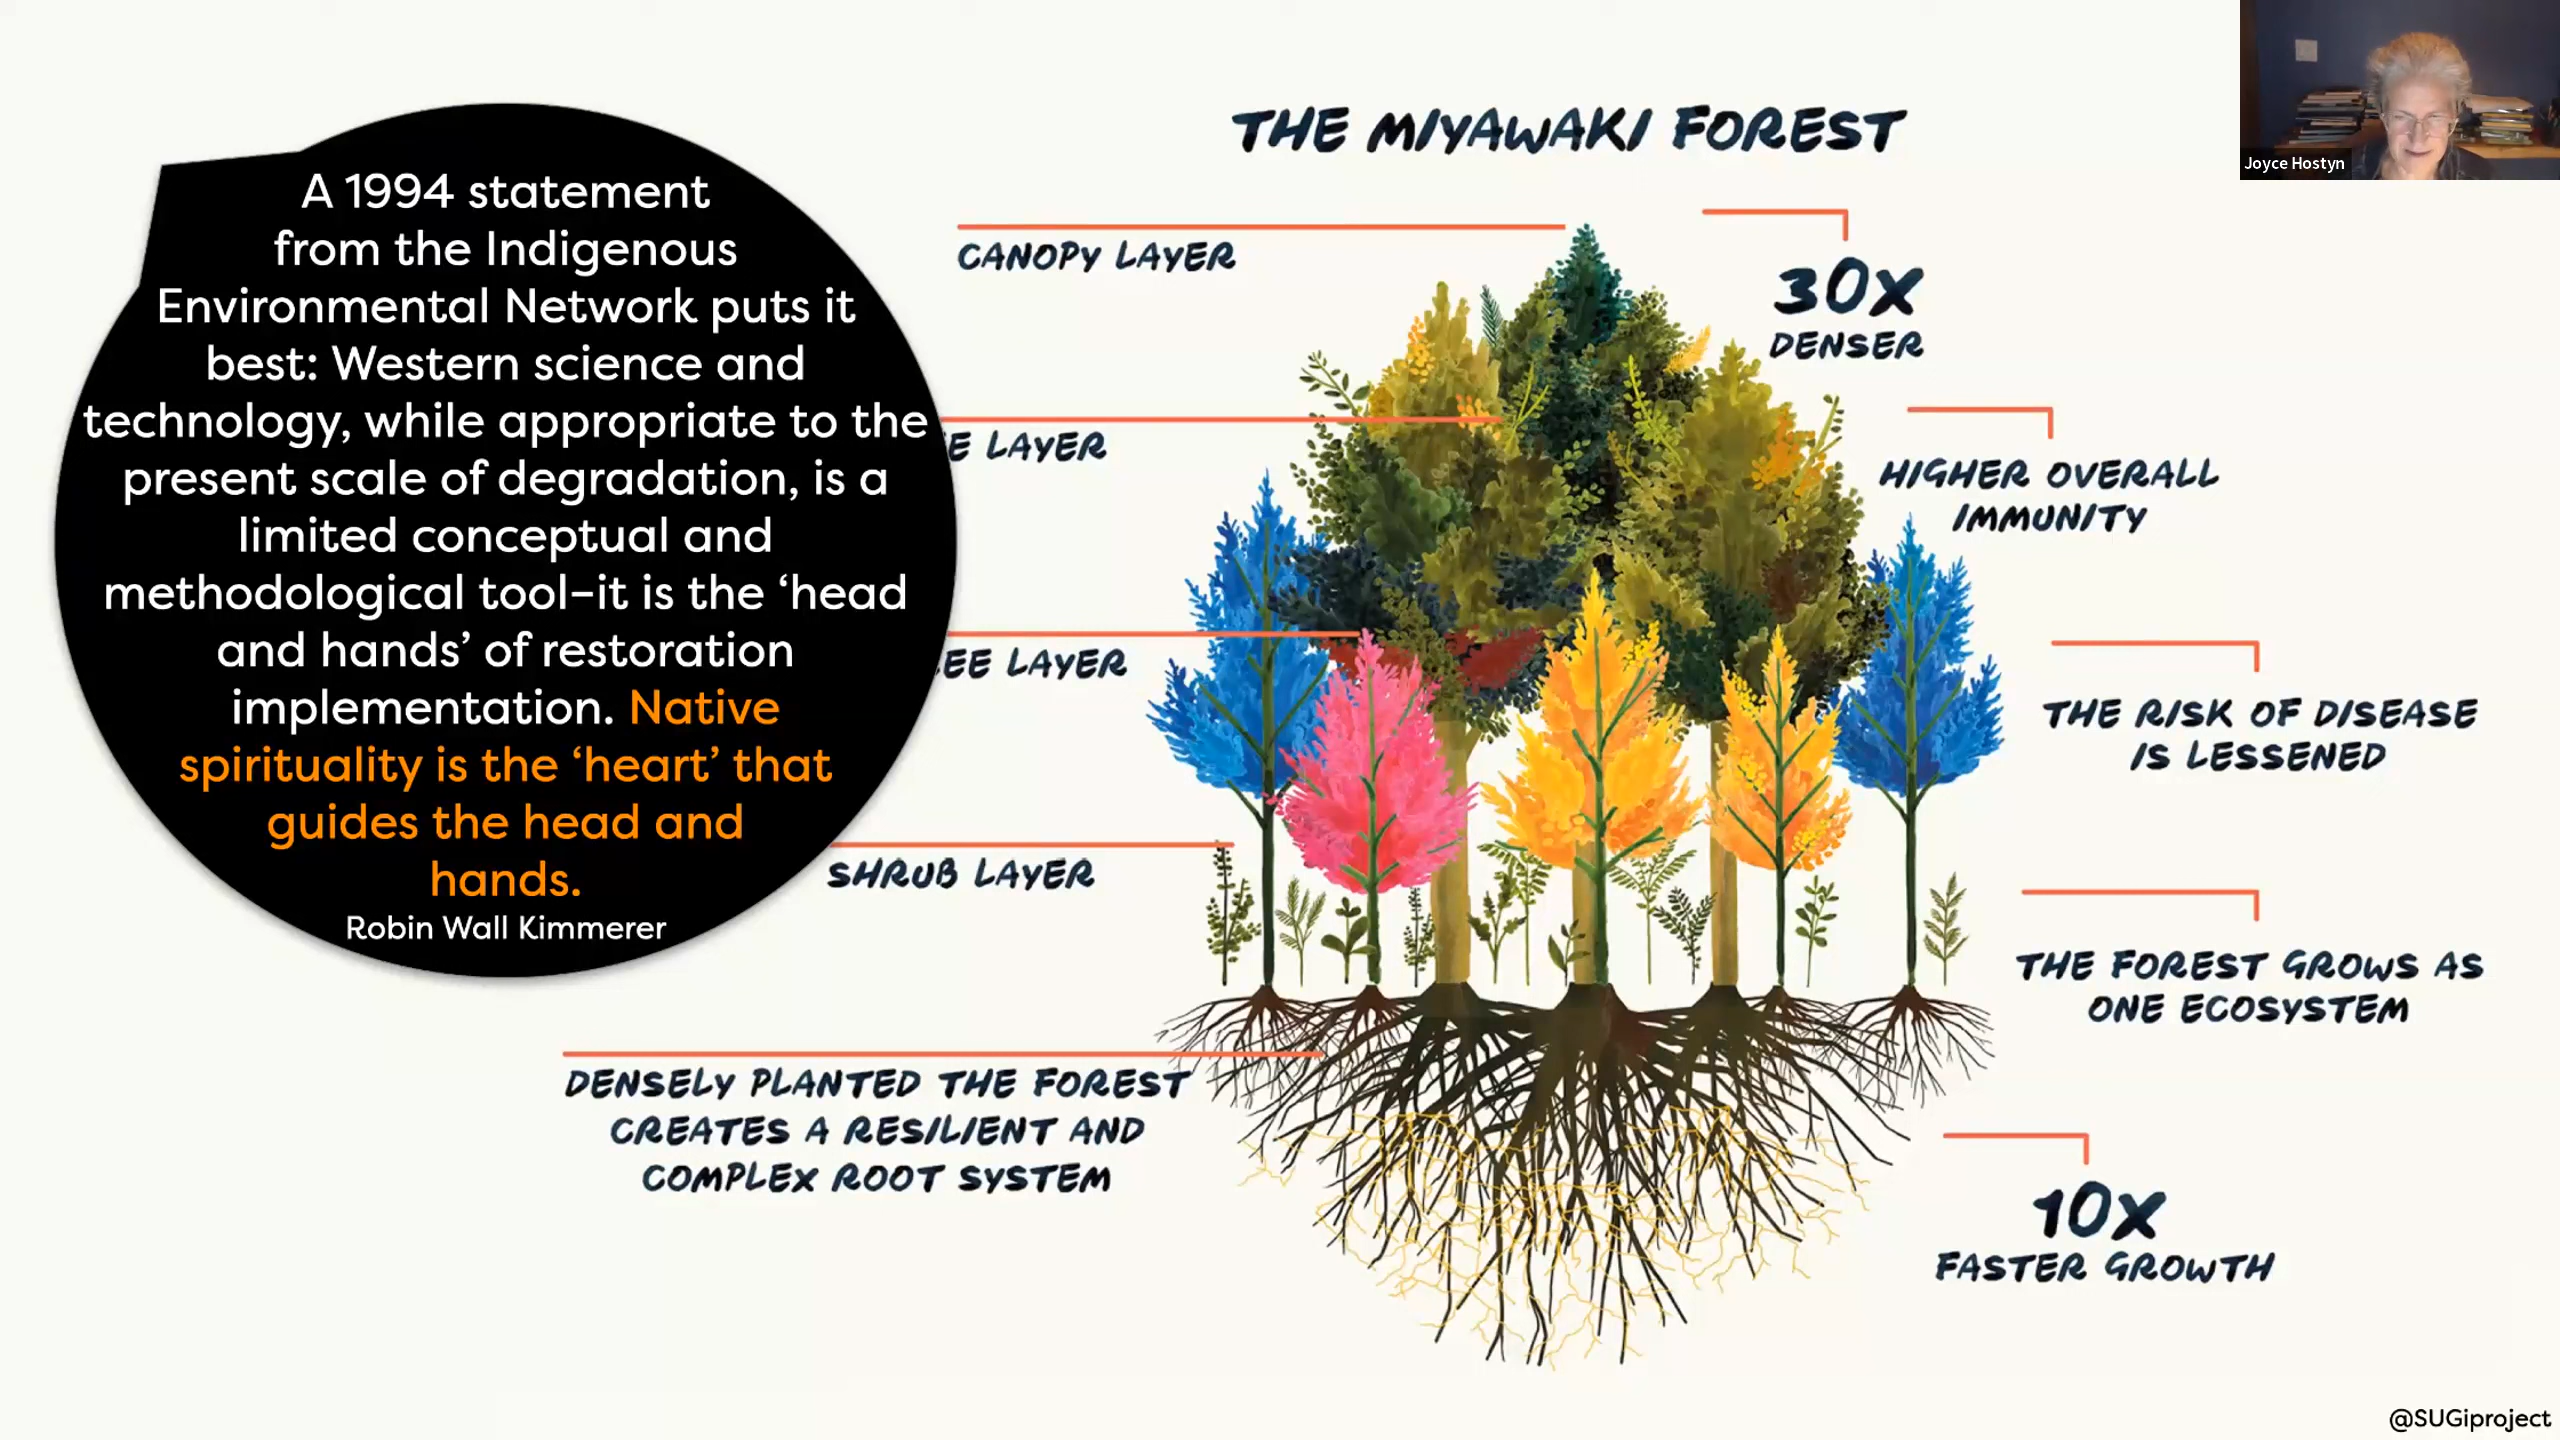 A 1994 statement
from the Indigenous
Environmental Network puts it
best: Western science and
technology, while appropriate to the
present scale of degradation, is a
limited conceptual and
methodological tool–it is the ‘head
and hands’ of restoration
implementation. Native
spirituality is the ‘heart’ that
guides the head and
hands.
Robin Wall Kimmerer
THE MIYAWAKI FOREST
CANOPY LAYER
E LAYER
EE LAYER
SHRUB LAYER
DENSELY PLANTED THE FOREST
CREATES A RESILIENT AND
COMPLEX ROOT SYSTEM
30X
DENSER
HIGHER OVERALL
IMMUNITY
THE RISK OF DISEASE
IS LESSENED
THE FOREST GROWS AS
ONE ECOSYSTEM
10X
FASTER GROWTH
Joyce Hostyn
@SUGiproject